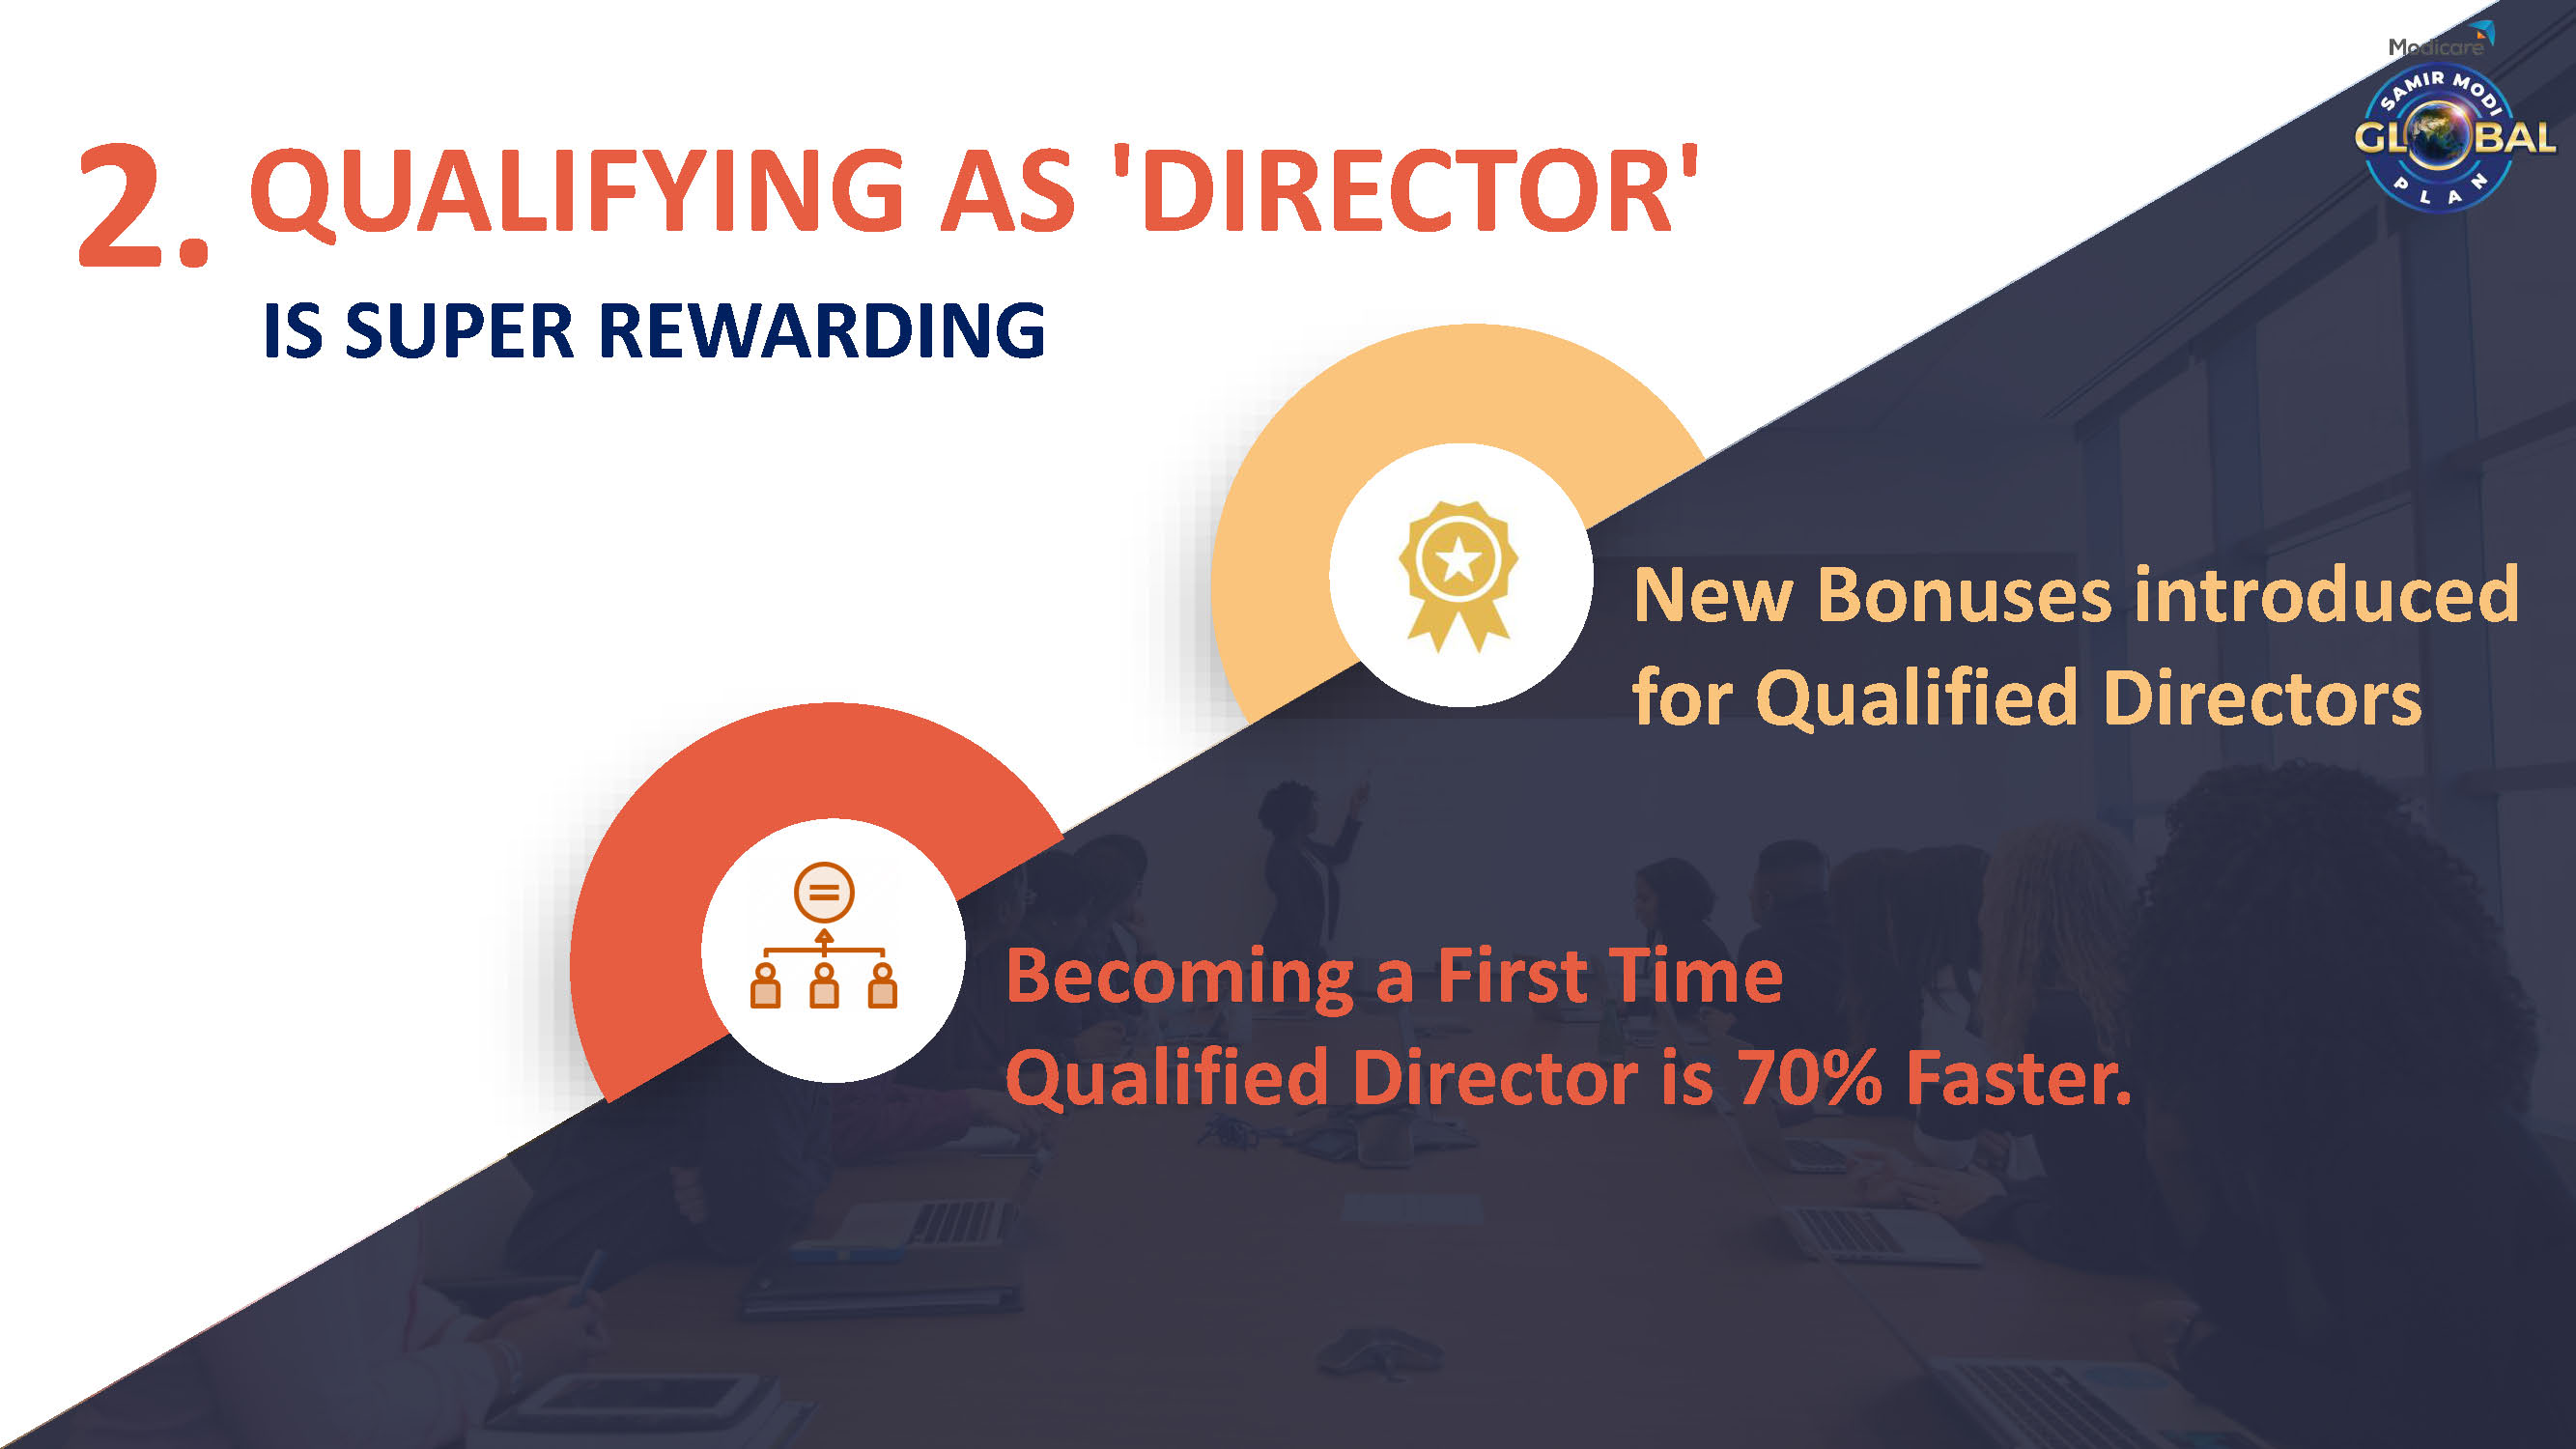 Modicare
SAMIR MODI
GLOBAL
PLAN
2. QUALIFYING AS 'DIRECTOR'
IS SUPER REWARDING
New Bonuses introduced
for Qualified Directors
Becoming a First Time
Qualified Director is 70% Faster.